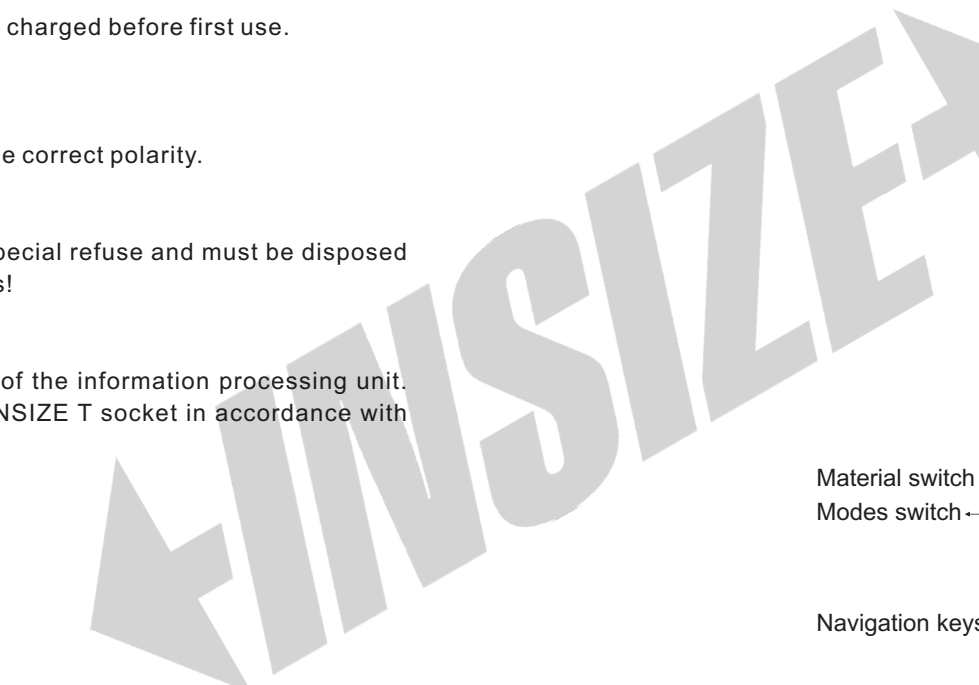 charged before first use.
e correct polarity.
pecial refuse and must be disposed
s!
of the information processing unit.
NSIZE T socket in accordance with
INSIZE
Material switch
Modes switch
Navigation keys